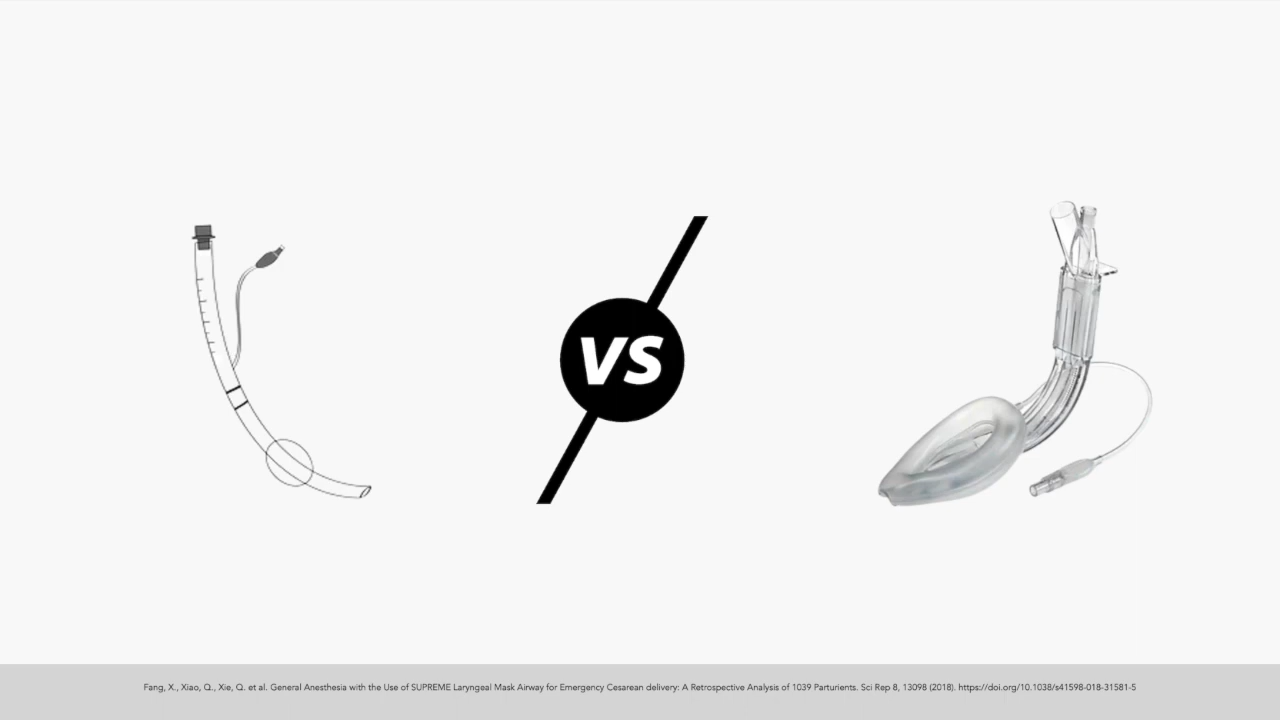 VS
Fang, X., Xiao, Q., Xie, Q. et al. General Anesthesia with the Use of SUPREME Laryngeal Mask Airway for Emergency Cesarean delivery: A Retrospective Analysis of 1039 Parturients. Sci Rep 8, 13098 (2018). https://doi.org/10.1038/s41598-018-31581-5